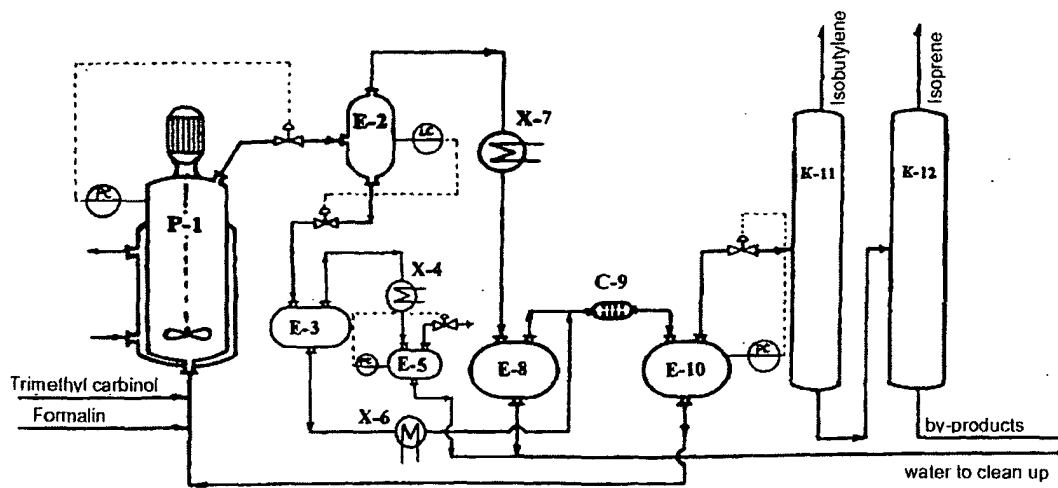 Isobutylene
Isoprene
E-2
X-7
LC
K-11
K-12
PC
P-1
X-4
C-9
E-3
E-5
E-8
E-10
PC
Trimethyl carbinol
Formalin
X-6
by-products
water to clean up